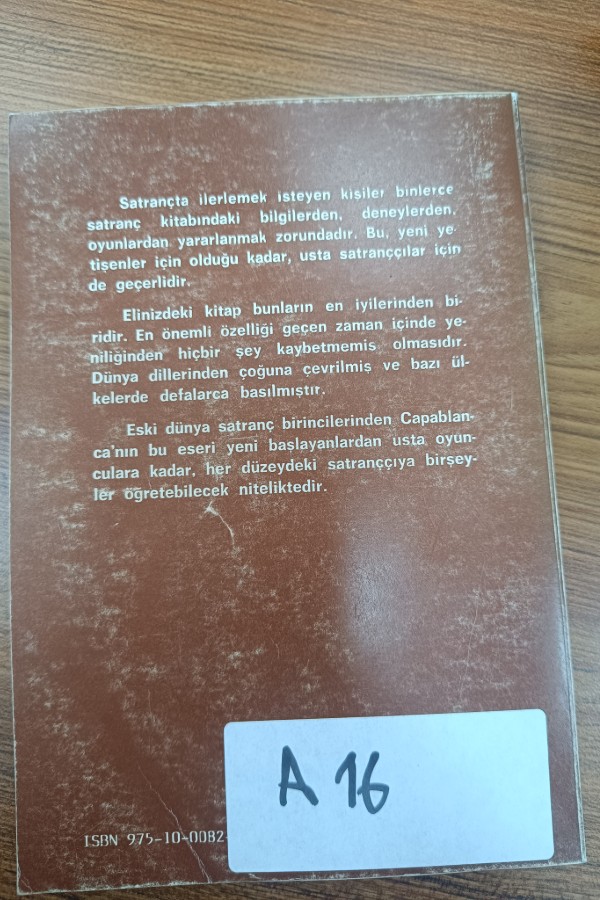 Satrançta ilerlemek isteyen kişiler binlerce
satranç kitabındaki bilgilerden, deneylerden,
oyunlardan yararlanmak zorundadır. Bu, yeni ye-
tişenler için olduğu kadar, usta satrançcılar için
de geçerlidir.
Elinizdeki kitap bunların en iyilerinden bi-
ridir. En önemli özelliği geçen zaman içinde ye-
niliğinden hiçbir şey kaybetmemiş olmasıdır.
Dünya dillerinden çoğuna çevrilmiş ve bazı ül-
kelerde defalarca basılmıştır.
Eski dünya satranç birincilerinden Capablan-
ca'nın bu eseri yeni başlayanlardan usta oyun-
culara kadar, her düzeydeki satrançcıya birşey-
ler öğretebilecek niteliktedir.
A 16
ISBN 975-10-0082-